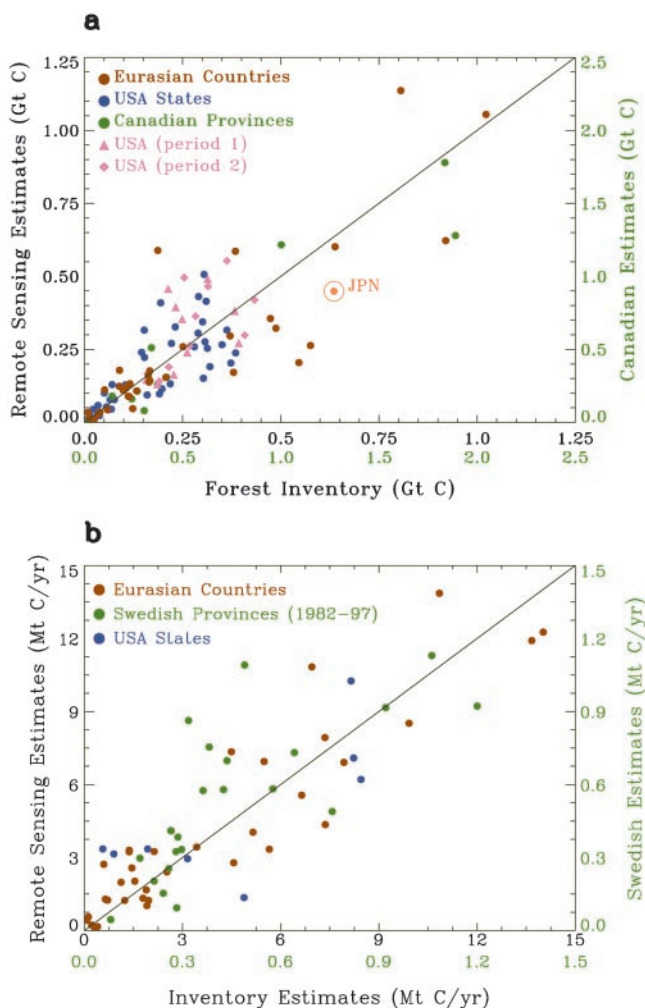 a
Remote Sensing Estimates (Gt C)
1.25
1.00
0.75
0.50
0.25
0.00
Eurasian Countries
USA States
Canadian Provinces
USA (period 1)
USA (period 2)
JPN
2.5
2.0
1.5
1.0
0.5
0.0
Canadian Estimates (Gt C)
0.25 0.50 0.75 1.00 1.25
0.5 1.0 1.5 2.0 2.5
Forest Inventory (Gt C)
b
Remote Sensing Estimates (Mt C/yr)
15
12
9
6
3
0
Eurasian Countries
Swedish Provinces (1982-97)
USA States
1.5
1.2
0.9
0.6
0.3
0.0
Swedish Estimates (Mt C/yr)
0 3 6 9 12 15
0.0 0.3 0.6 0.9 1.2 1.5
Inventory Estimates (Mt C/yr)